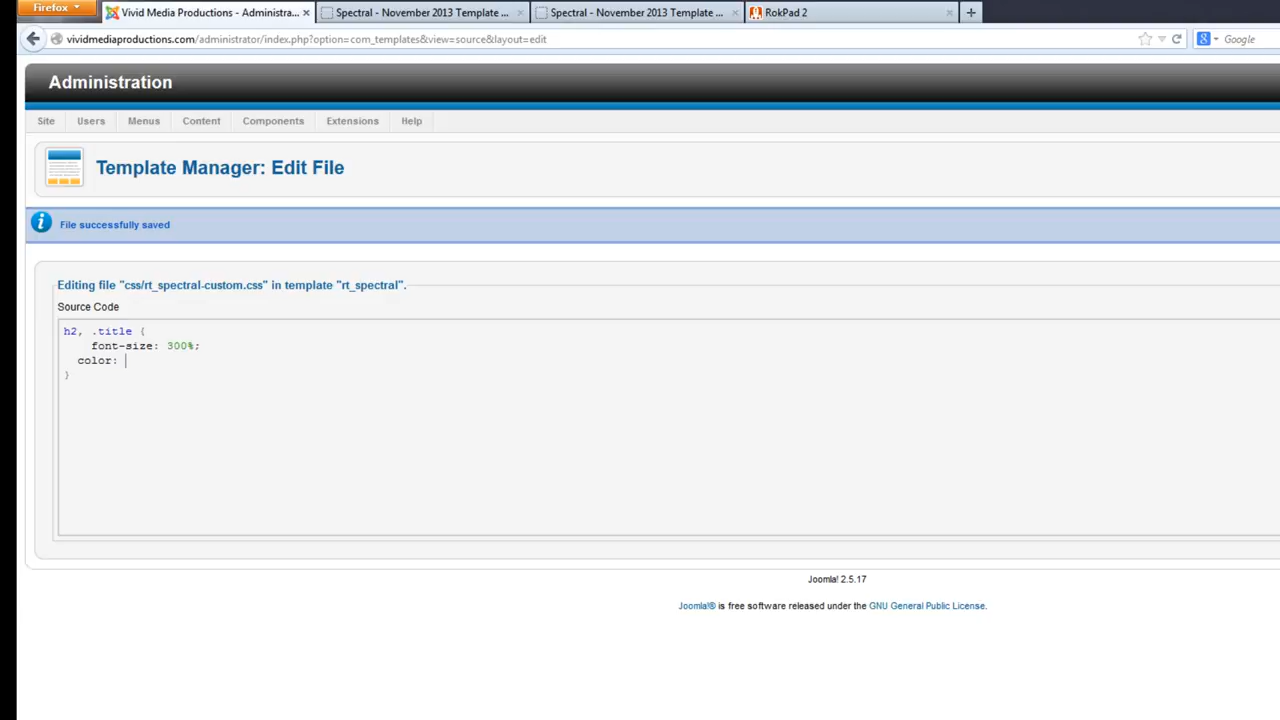 Firefox
Vivid Media Productions - Administra...
Spectral - November 2013 Template ...
Spectral - November 2013 Template ...
RokPad 2
vividmediaproductions.com/administrator/index.php?option=com_templates&view=source&layout=edit
Google
Administration
Site Users Menus Content Components Extensions Help
Template Manager: Edit File
File successfully saved
Editing file "css/rt_spectral-custom.css" in template "rt_spectral".
Source Code
h2, .title {
font-size: 300%;
color:
}
Joomla! 2.5.17
Joomla!® is free software released under the GNU General Public License.